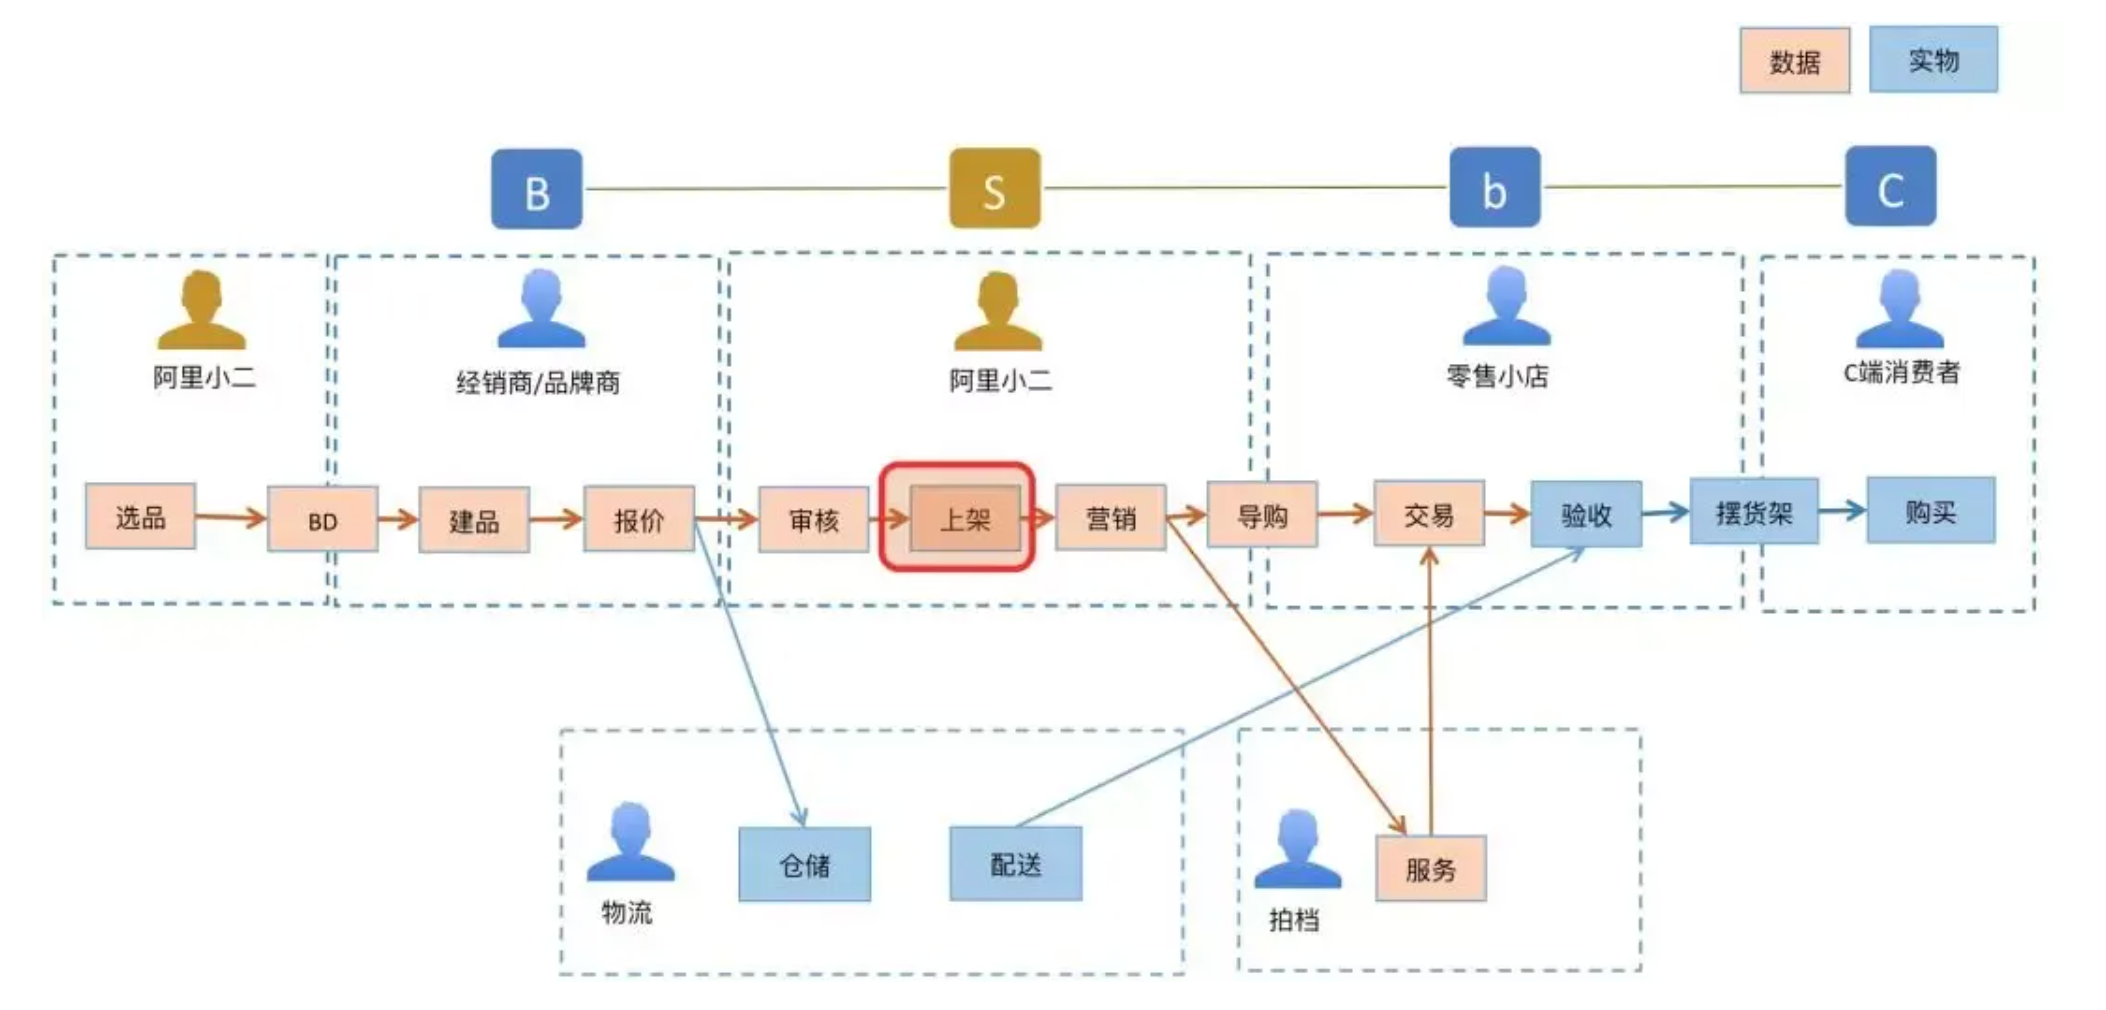 数据
实物
B
S
b
C
阿里小二
经销商/品牌商
阿里小二
零售小店
C端消费者
选品
BD
建品
报价
审核
上架
营销
导购
交易
验收
摆货架
购买
物流
仓储
配送
拍档
服务